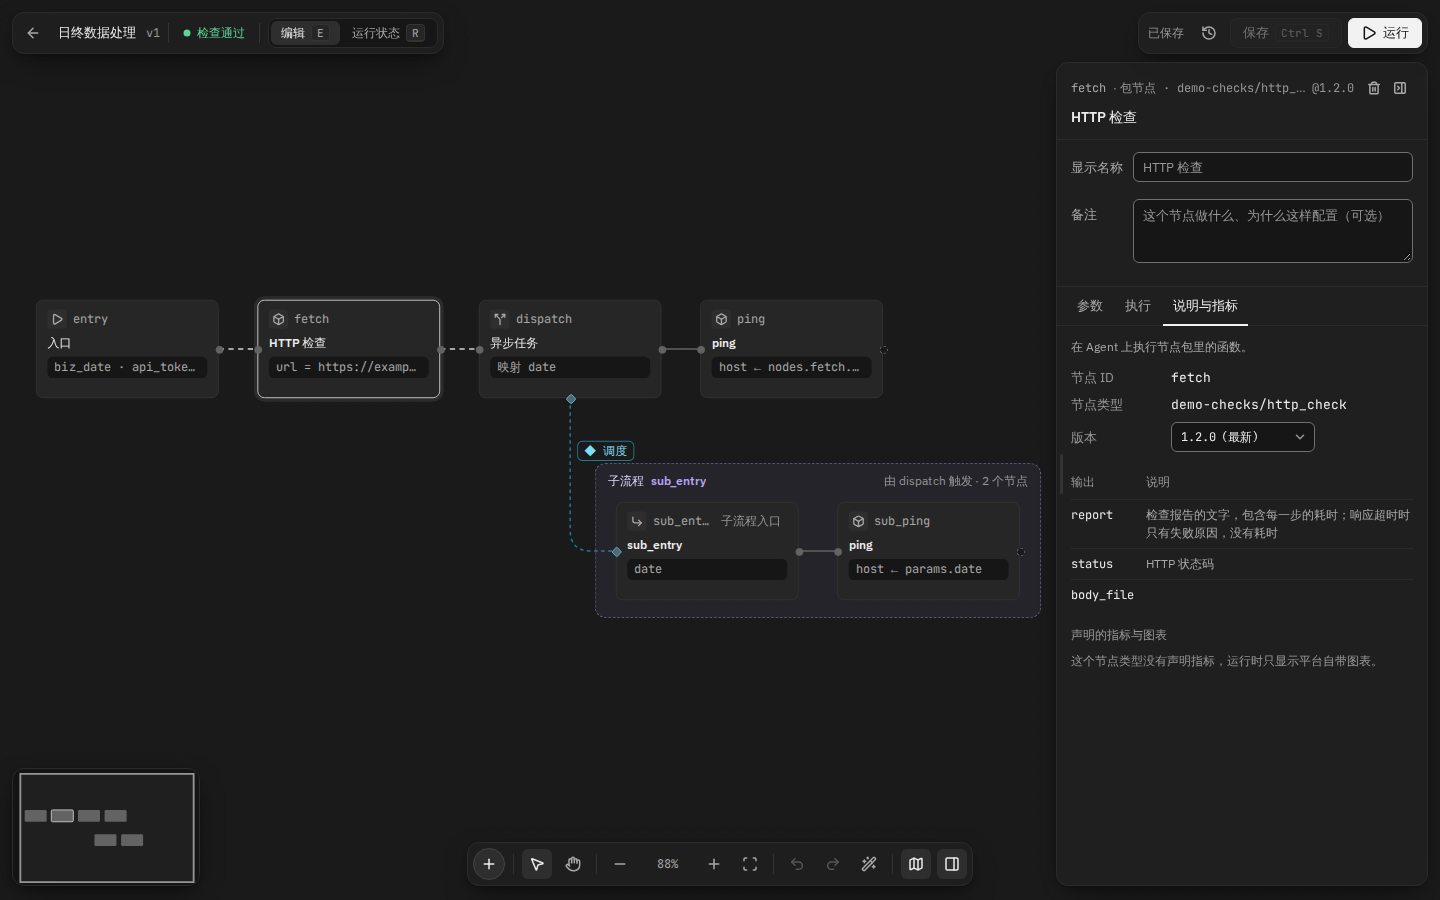 日终数据处理 v1 检查通过 编辑 E 运行状态 R
已保存 保存 Ctrl S 运行
fetch · 包节点 · demo-checks/http_… @1.2.0
HTTP 检查
显示名称 HTTP 检查
备注 这个节点做什么、为什么这样配置（可选）
参数 执行 说明与指标
在 Agent 上执行节点包里的函数。
节点 ID fetch
节点类型 demo-checks/http_check
版本 1.2.0 (最新)
输出 说明
report 检查报告的文字，包含每一步的耗时；响应超时时
只有失败原因，没有耗时
status HTTP 状态码
body_file
声明的指标与图表
这个节点类型没有声明指标，运行时只显示平台自带图表。
entry
入口
biz_date · api_toke…
fetch
HTTP 检查
url = https://examp…
dispatch
异步任务
映射 date
ping
ping
host ← nodes.fetch.…
调度
子流程 sub_entry 由 dispatch 触发 · 2 个节点
sub_ent… 子流程入口
sub_entry
date
sub_ping
ping
host ← params.date
88%